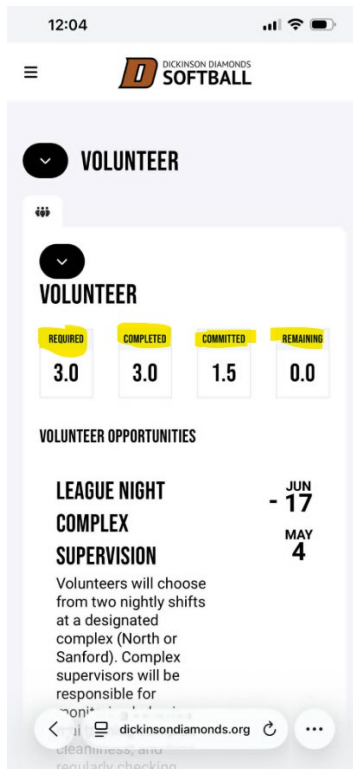 12:04
DICKINSON DIAMONDS
SOFTBALL
VOLUNTEER
VOLUNTEER
REQUIRED COMPLETED COMMITTED REMAINING
3.0 3.0 1.5 0.0
VOLUNTEER OPPORTUNITIES
LEAGUE NIGHT
COMPLEX
SUPERVISION
JUN
- 17
MAY
4
Volunteers will choose
from two nightly shifts
at a designated
complex (North or
Sanford). Complex
supervisors will be
responsible for
dickinsondiamonds.org
cleanliness, and
regularly checking